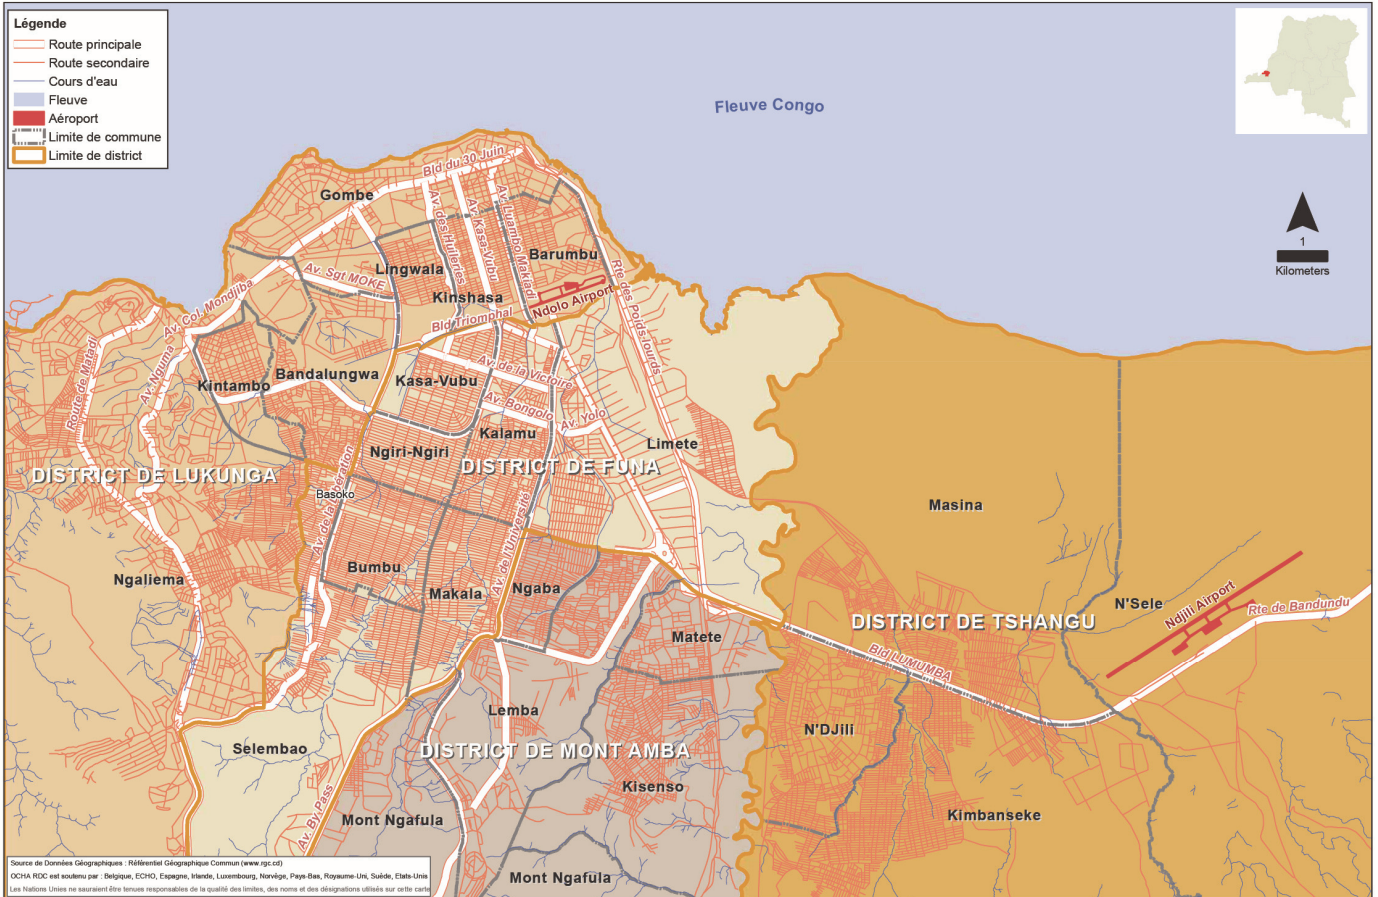 Légende
Route principale
Route secondaire
Cours d'eau
Fleuve
Aéroport
Limite de commune
Limite de district
Fleuve Congo
1
Kilometers
Bld du 30 Juin
Gombe
Av. des Huileries
Av. Kasa-Vubu
Av. Luambo Makiadi
Barumbu
Rte des Poids lourds
Lingwala
Av. Sgt MOKE
Kinshasa
Ndolo Airport
Av. Col. Mondjiba
Bld Triomphal
Route de Matadi
Av. Nguma
Kintambo
Bandalungwa
Kasa-Vubu
Av. de la Victoire
Av. Bongolo
Av. Yolo
Kalamu
Limete
Ngiri-Ngiri
DISTRICT DE LUKUNGA
DISTRICT DE FUNA
Basoko
Av. de la Libération
Av. de l'Université
Masina
Bumbu
Ngaliema
Makala
Ngaba
N'Sele
Ndjili Airport
Rte de Bandundu
DISTRICT DE TSHANGU
Matete
Bld LUMUMBA
Lemba
N'DJili
Selembao
DISTRICT DE MONT AMBA
Kisenso
Av. By Pass
Mont Ngafula
Kimbanseke
Mont Ngafula
Source de Données Géographiques : Référentiel Géographique Commun (www.rgc.cd)
OCHA RDC est soutenu par : Belgique, ECHO, Espagne, Irlande, Luxembourg, Norvège, Pays-Bas, Royaume-Uni, Suède, Etats-Unis
Les Nations Unies ne sauraient être tenues responsables de la qualité des limites, des noms et des désignations utilisés sur cette carte